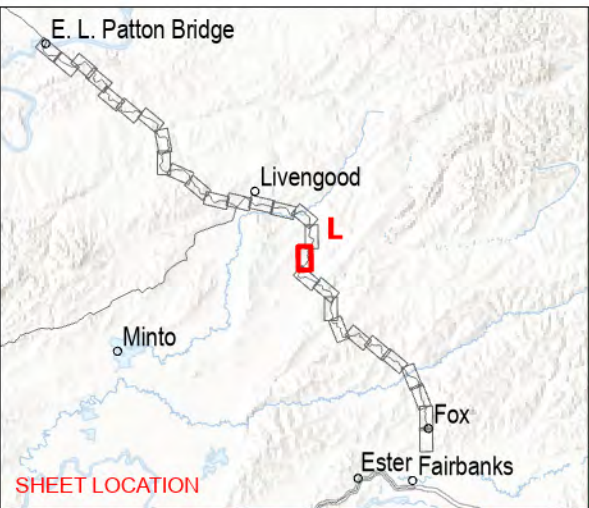 E. L. Patton Bridge
Livengood
L
Minto
Fox
Ester Fairbanks
SHEET LOCATION